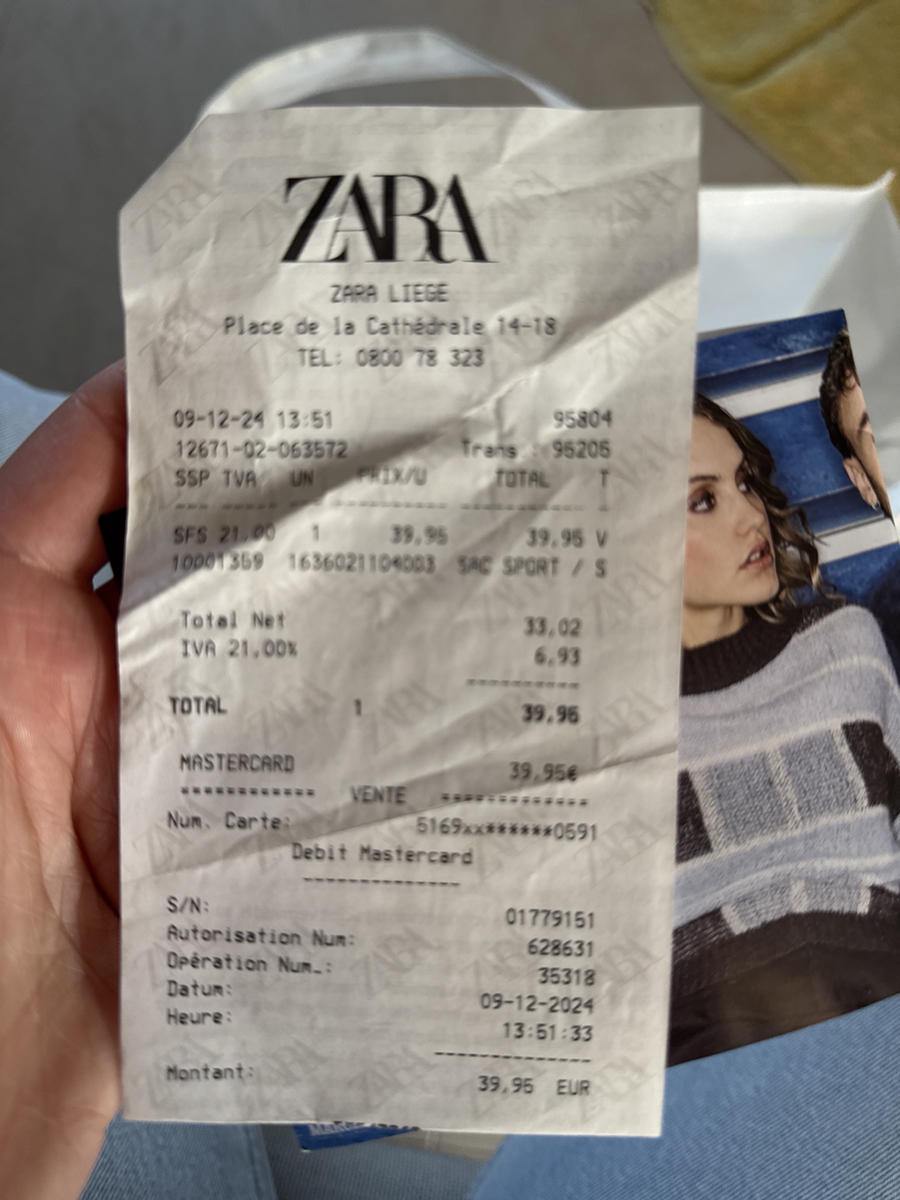 ZARA
ZARA LIEGE
Place de la Cathédrale 14-18
TEL: 0800 78 323
09-12-24 13:51 95804
12671-02-063572 Trans : 95205
SSP TVA UN PRIX/U TOTAL T
SFS 21.00 1 39,95 39,95 V
10001359 1636021104003 SAC SPORT / S
Total Net 33,02
IVA 21,00% 6,93
TOTAL 1 39,95
MASTERCARD 39,95€
------------ VENTE -------------
Num. Carte: 5169xx******0591
Debit Mastercard
--------------
S/N: 01779151
Autorisation Num: 628631
Opération Num.: 35318
Datum: 09-12-2024
Heure: 13:51:33
--------------
Montant: 39,95 EUR